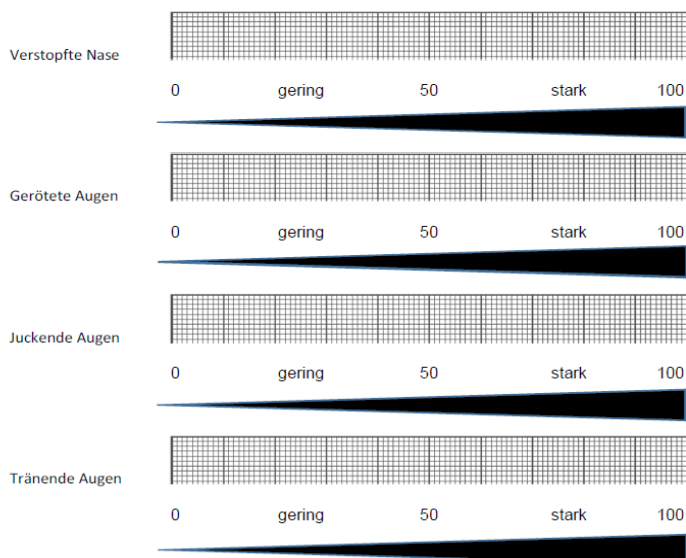 Verstopfte Nase
0 gering 50 stark 100
Gerötete Augen
0 gering 50 stark 100
Juckende Augen
0 gering 50 stark 100
Tränende Augen
0 gering 50 stark 100